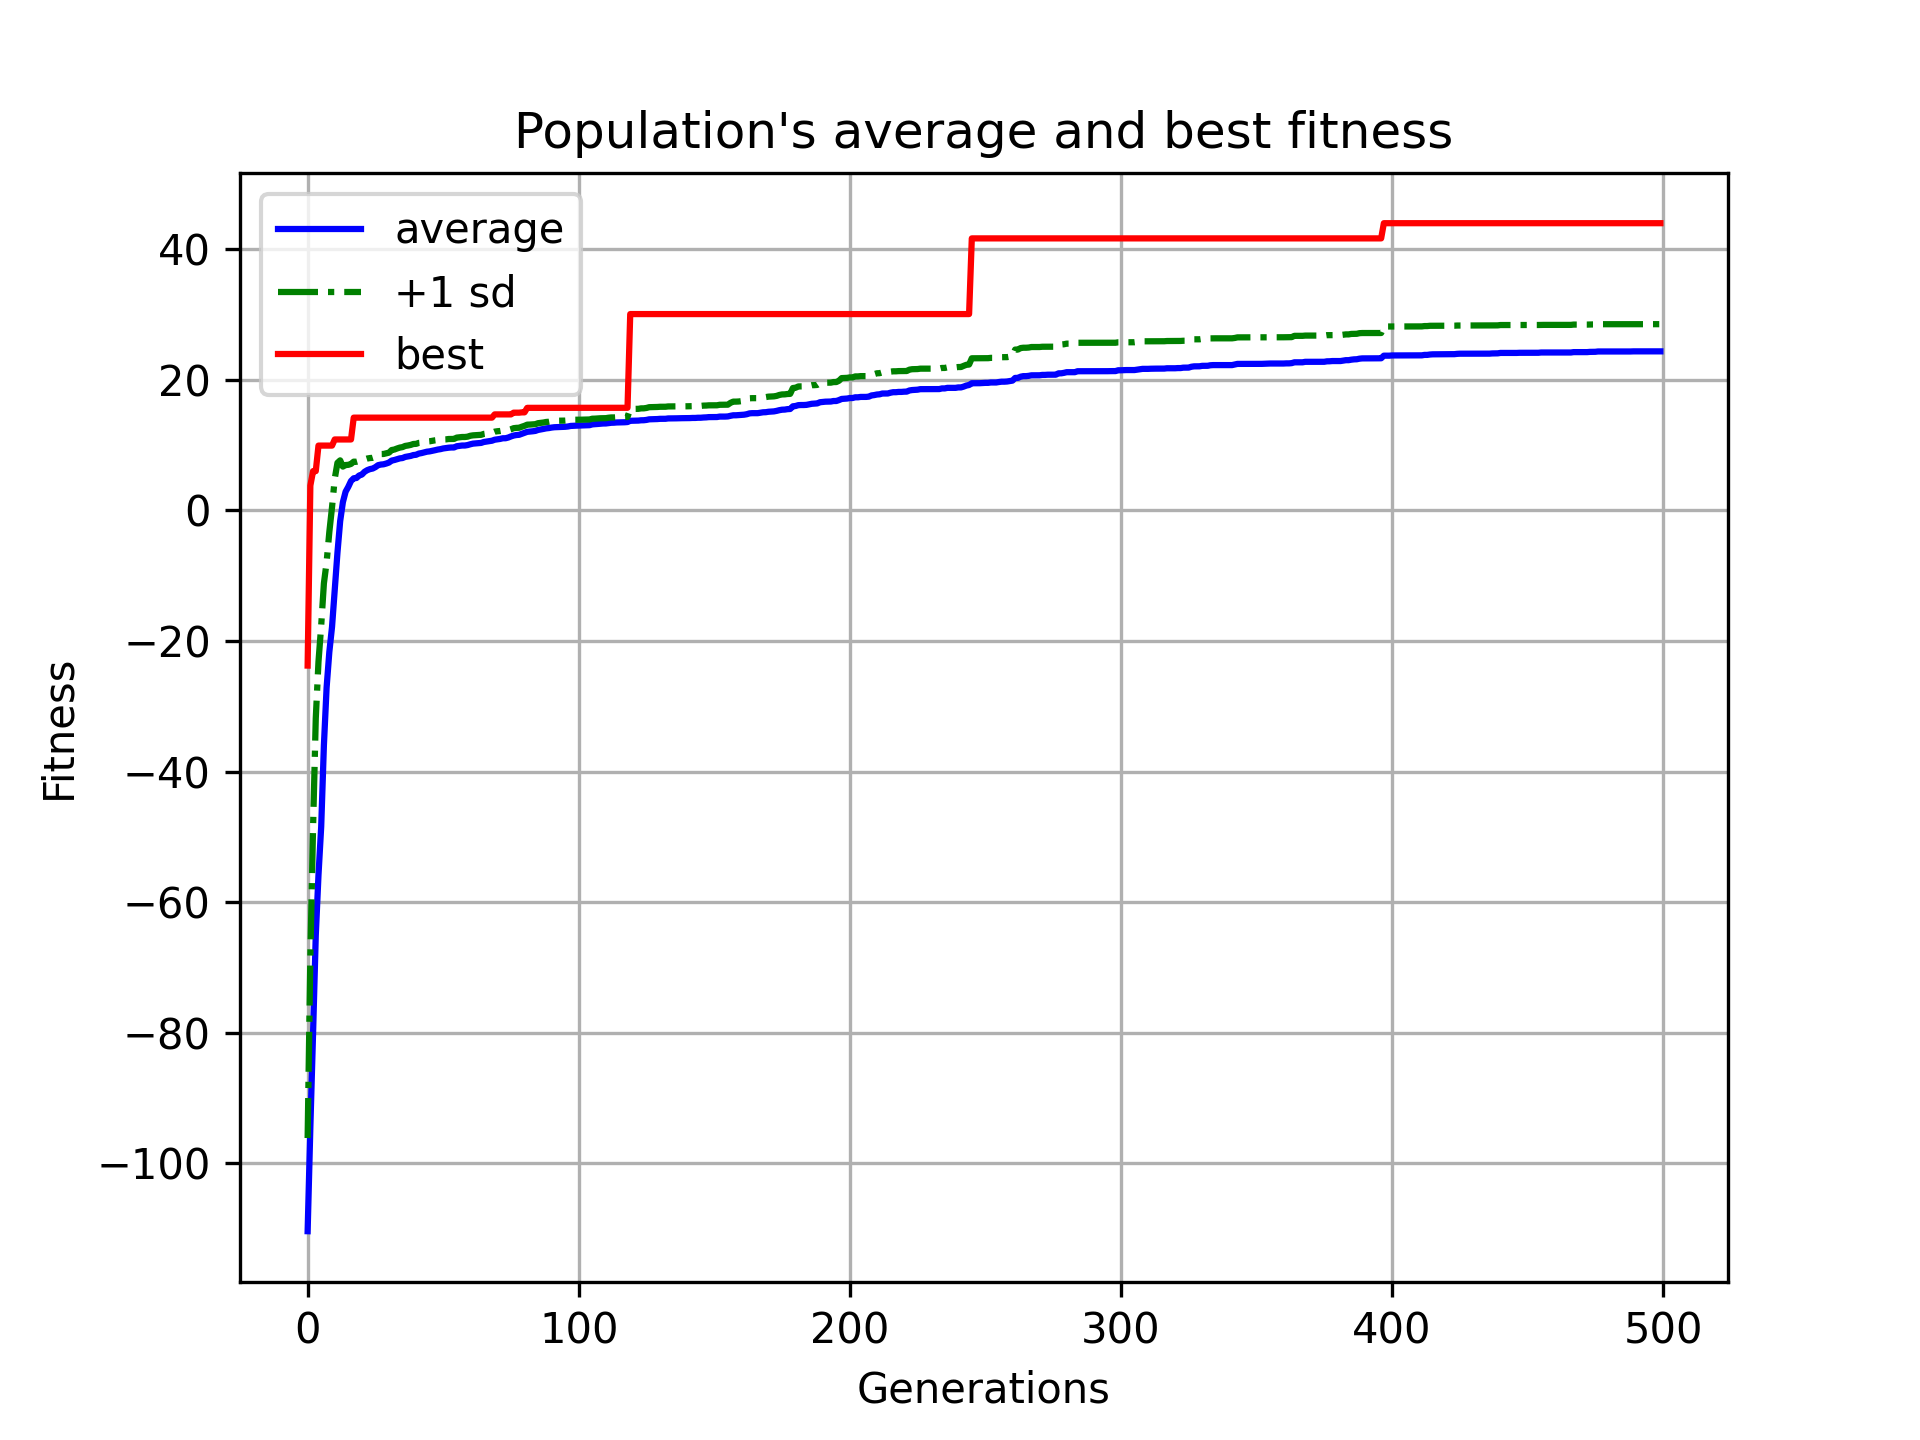 Population's average and best fitness
average
+1 sd
best
40
20
0
−20
−40
−60
−80
−100
Fitness
0 100 200 300 400 500
Generations